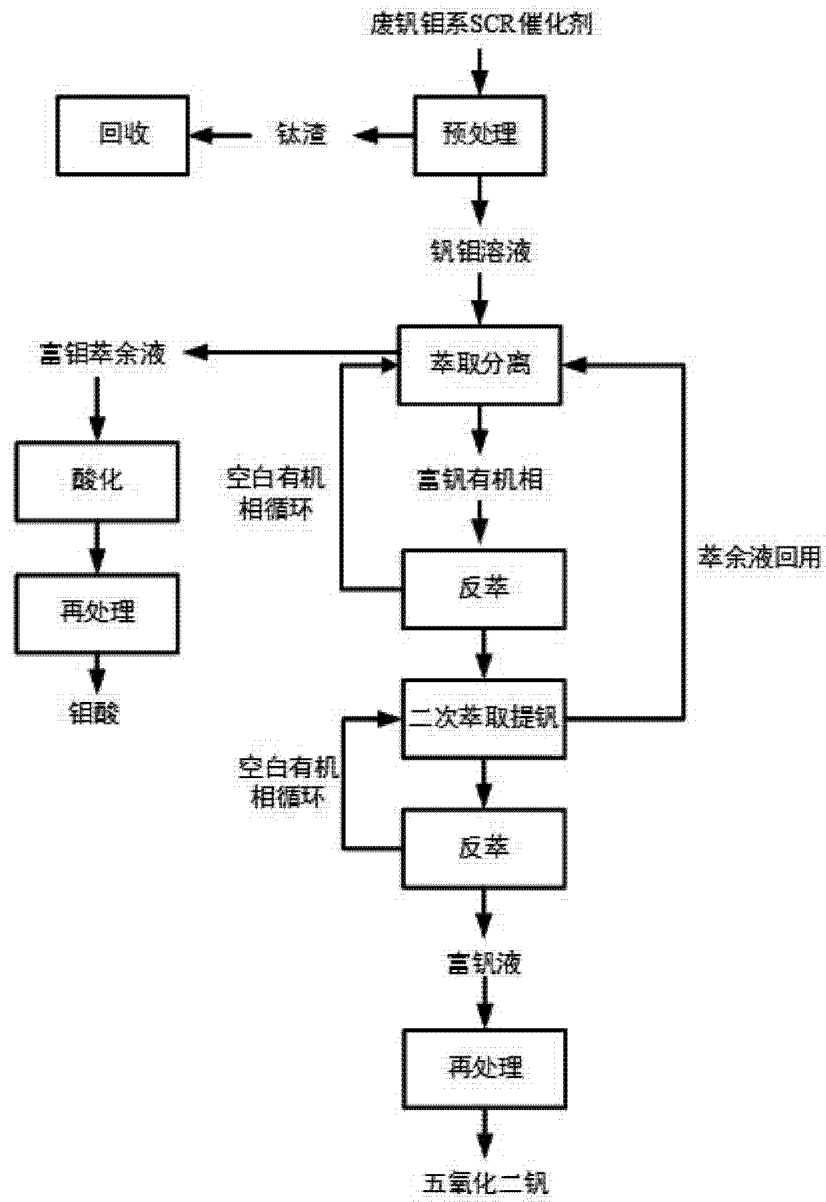 废钒钼系SCR催化剂
回收
钛渣
预处理
钒钼溶液
富钼萃余液
萃取分离
酸化
空白有机
相循环
富钒有机相
萃余液回用
再处理
反萃
钼酸
二次萃取提钒
空白有机
相循环
反萃
富钒液
再处理
五氧化二钒